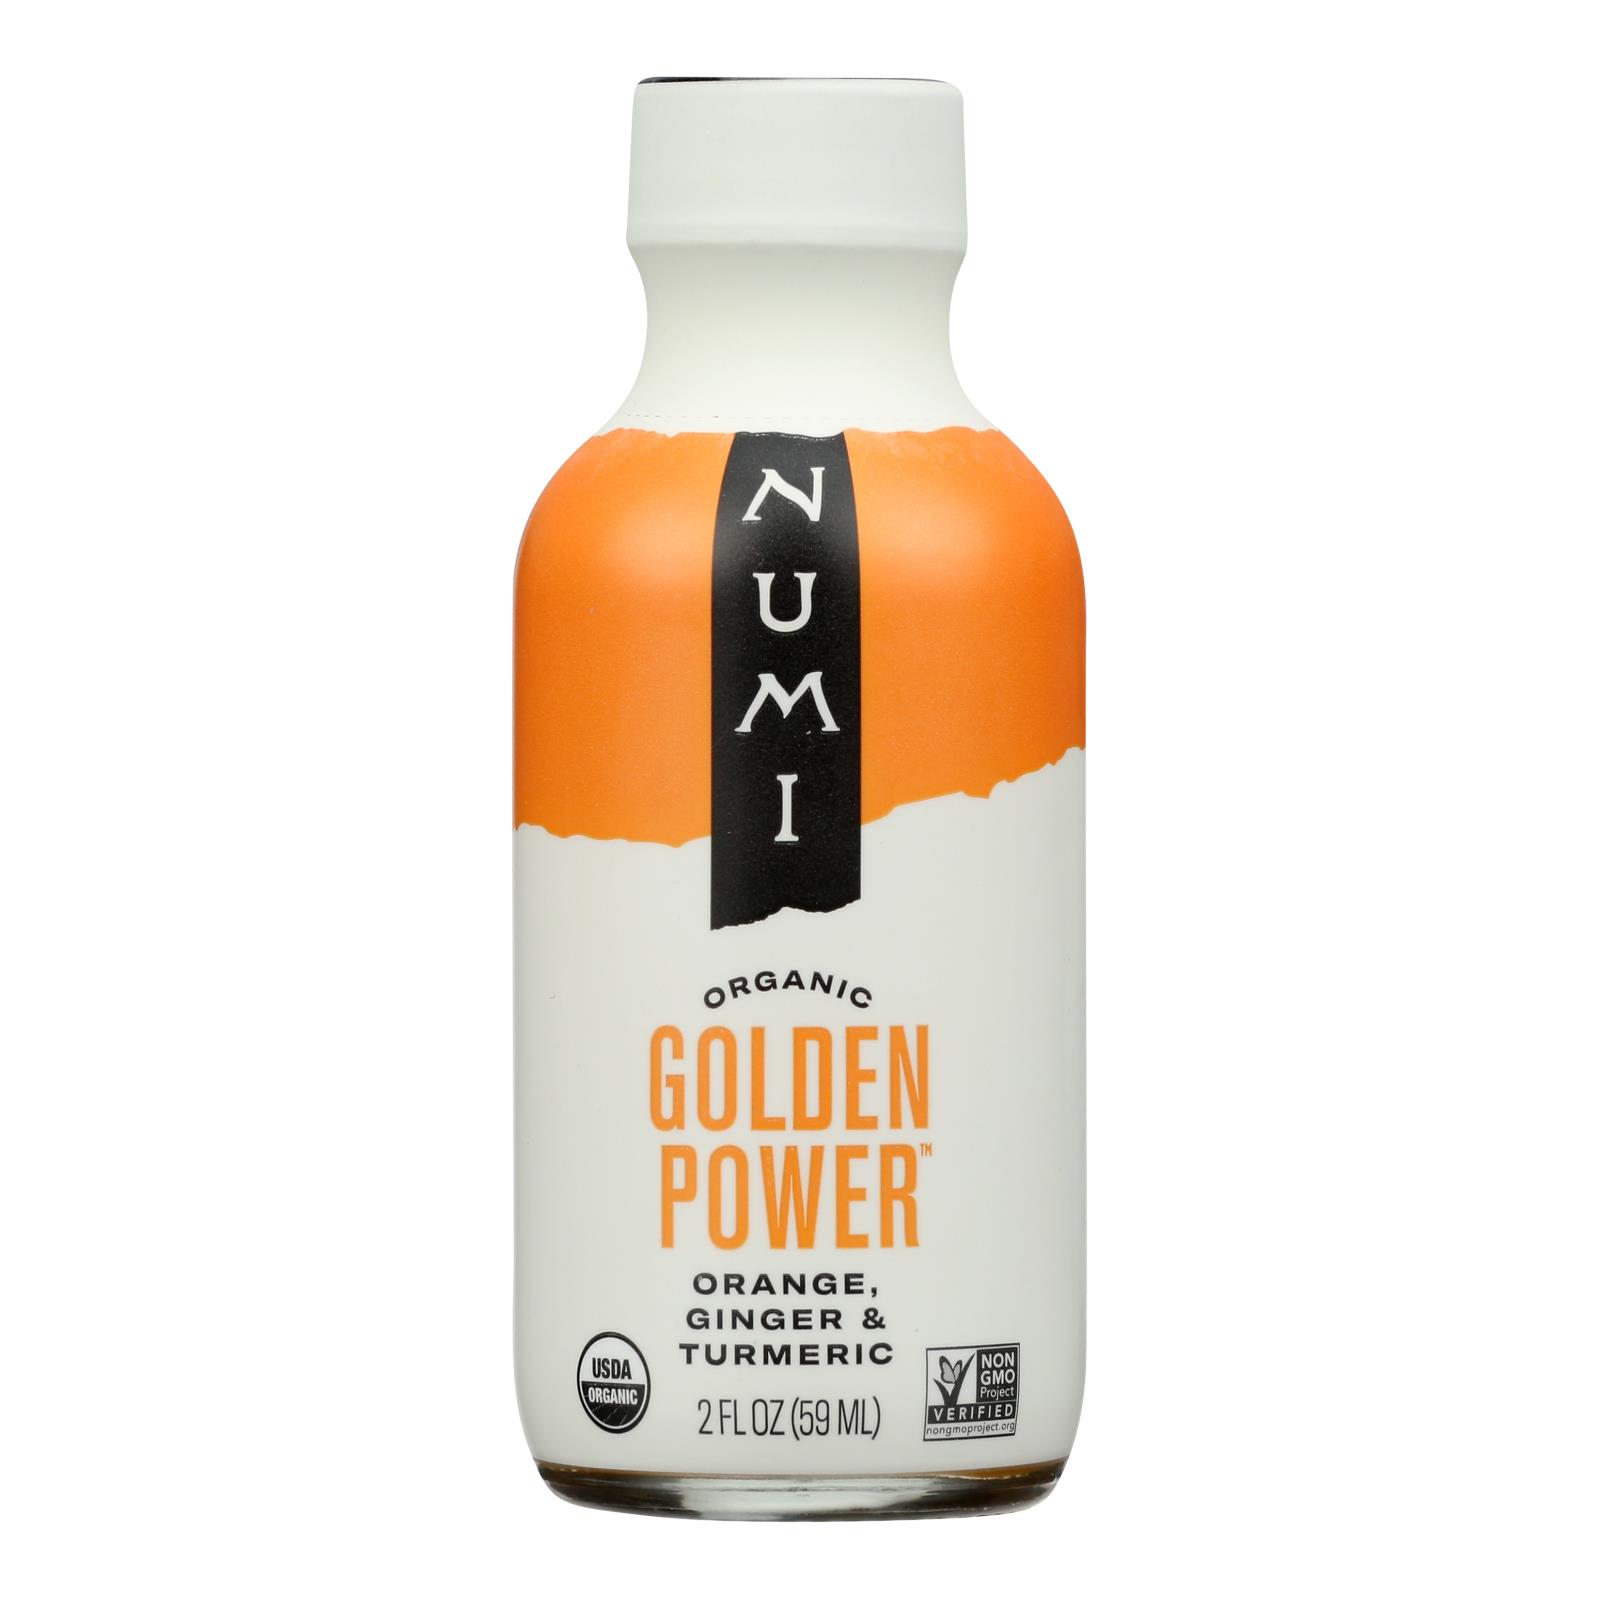 NUMI
ORGANIC
GOLDEN
POWER™
ORANGE,
GINGER &
TURMERIC
USDA
ORGANIC
2 FL OZ (59 ML)
NON
GMO
Project
VERIFIED
nongmoproject.org